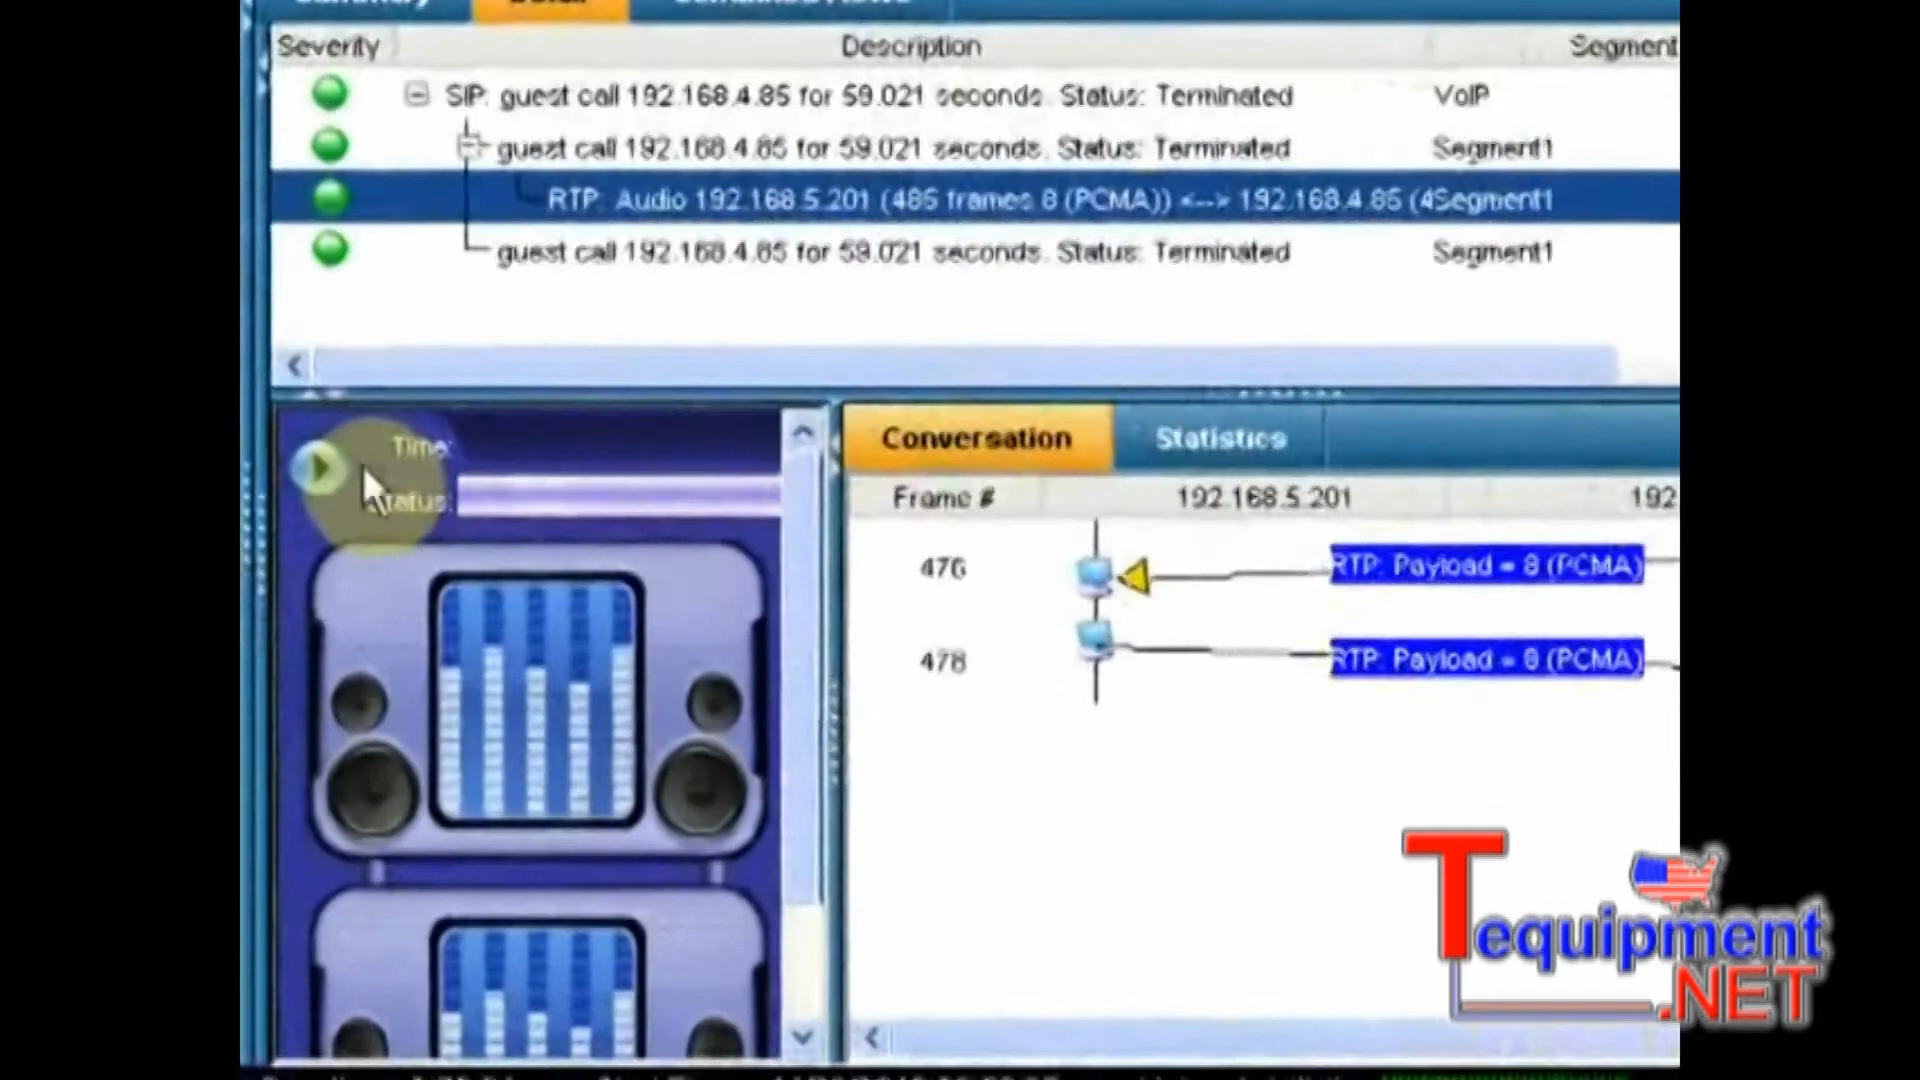 Summary Detail
Severity Description Segment
SIP: guest call 192.168.4.85 for 59.021 seconds. Status: Terminated VoIP
guest call 192.168.4.85 for 59.021 seconds. Status: Terminated Segment1
RTP: Audio 192.168.5.201 (485 frames 8 (PCMA)) <--> 192.168.4.85 (4Segment1
guest call 192.168.4.85 for 59.021 seconds. Status: Terminated Segment1
Time:
Status:
Conversation Statistics
Frame # 192.168.5.201 192
476 RTP: Payload = 8 (PCMA)
478 RTP: Payload = 8 (PCMA)
Tequipment
.NET